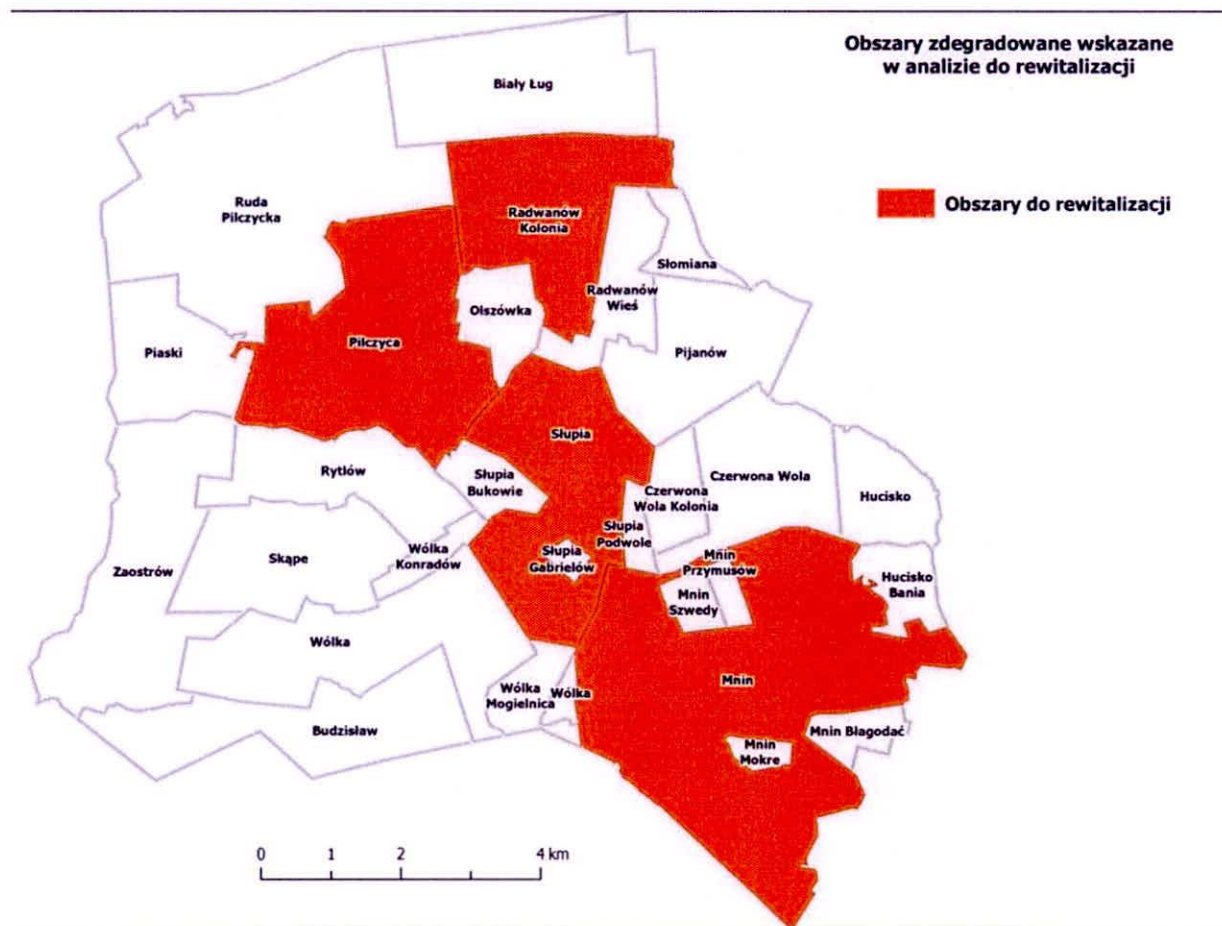 Obszary zdegradowane wskazane
w analizie do rewitalizacji
Obszary do rewitalizacji
Biały Ług
Ruda
Pilczycka
Radwanów
Kolonia
Słomiana
Radwanów
Wieś
Olszówka
Piaski
Pilczyca
Pijanów
Słupia
Rytlów
Słupia
Bukowie
Czerwona
Wola Kolonia
Czerwona Wola
Hucisko
Słupia
Podwole
Skąpe
Wólka
Konradów
Słupia
Gabrielów
Mnin
Przymusów
Zaostrów
Mnin
Szwedy
Hucisko
Bania
Wólka
Mnin
Wólka
Mogielnica
Wólka
Budzisław
Mnin Błagodać
Mnin
Mokre
0 1 2 4 km